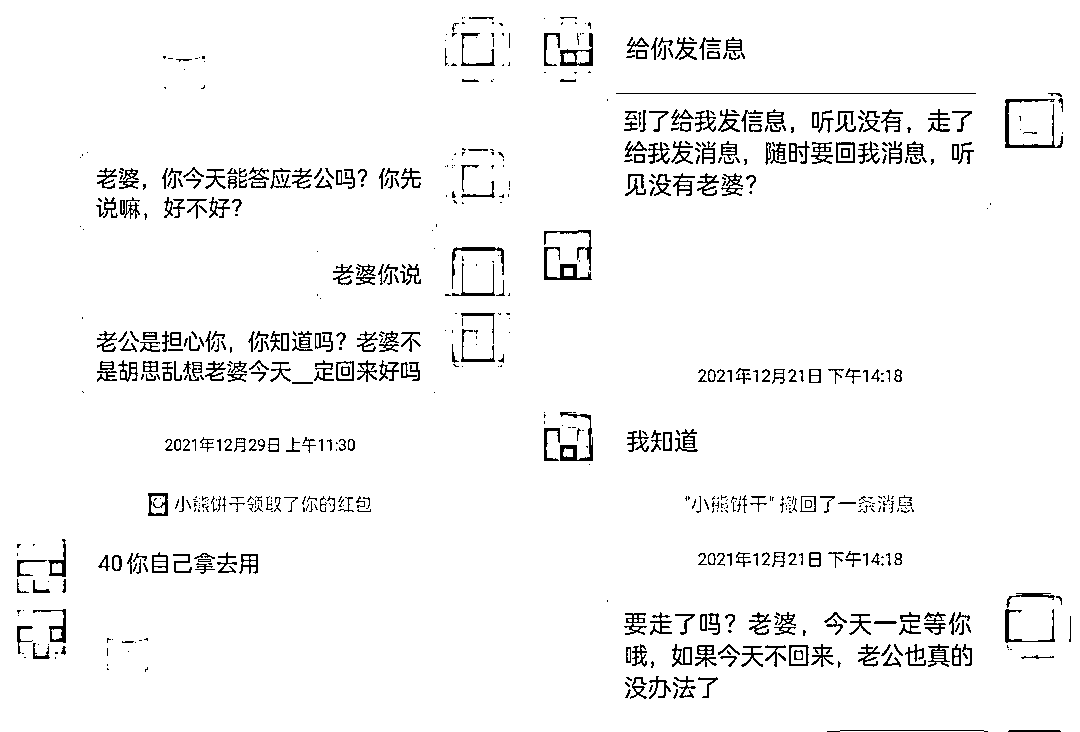 老婆，你今天能答应老公吗？你先
说嘛，好不好？
老婆你说
老公是担心你，你知道吗？老婆不
是胡思乱想老婆今天__定回来好吗
2021年12月29日 上午11:30
小熊饼干领取了你的红包
40你自己拿去用
给你发信息
到了给我发信息，听见没有，走了
给我发消息，随时要回我消息，听
见没有老婆？
2021年12月21日 下午14:18
我知道
"小熊饼干" 撤回了一条消息
2021年12月21日 下午14:18
要走了吗？老婆，今天一定等你
哦，如果今天不回来，老公也真的
没办法了